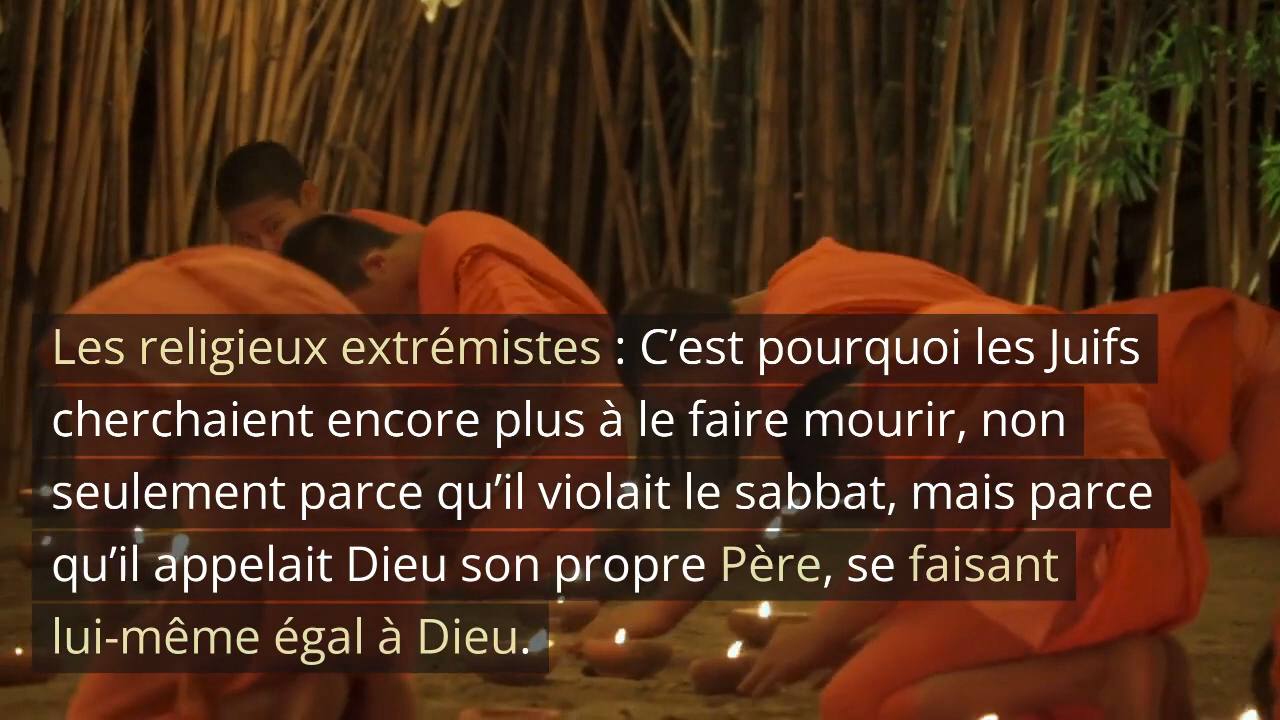 Les religieux extrémistes : C’est pourquoi les Juifs
cherchaient encore plus à le faire mourir, non
seulement parce qu’il violait le sabbat, mais parce
qu’il appelait Dieu son propre Père, se faisant
lui-même égal à Dieu.